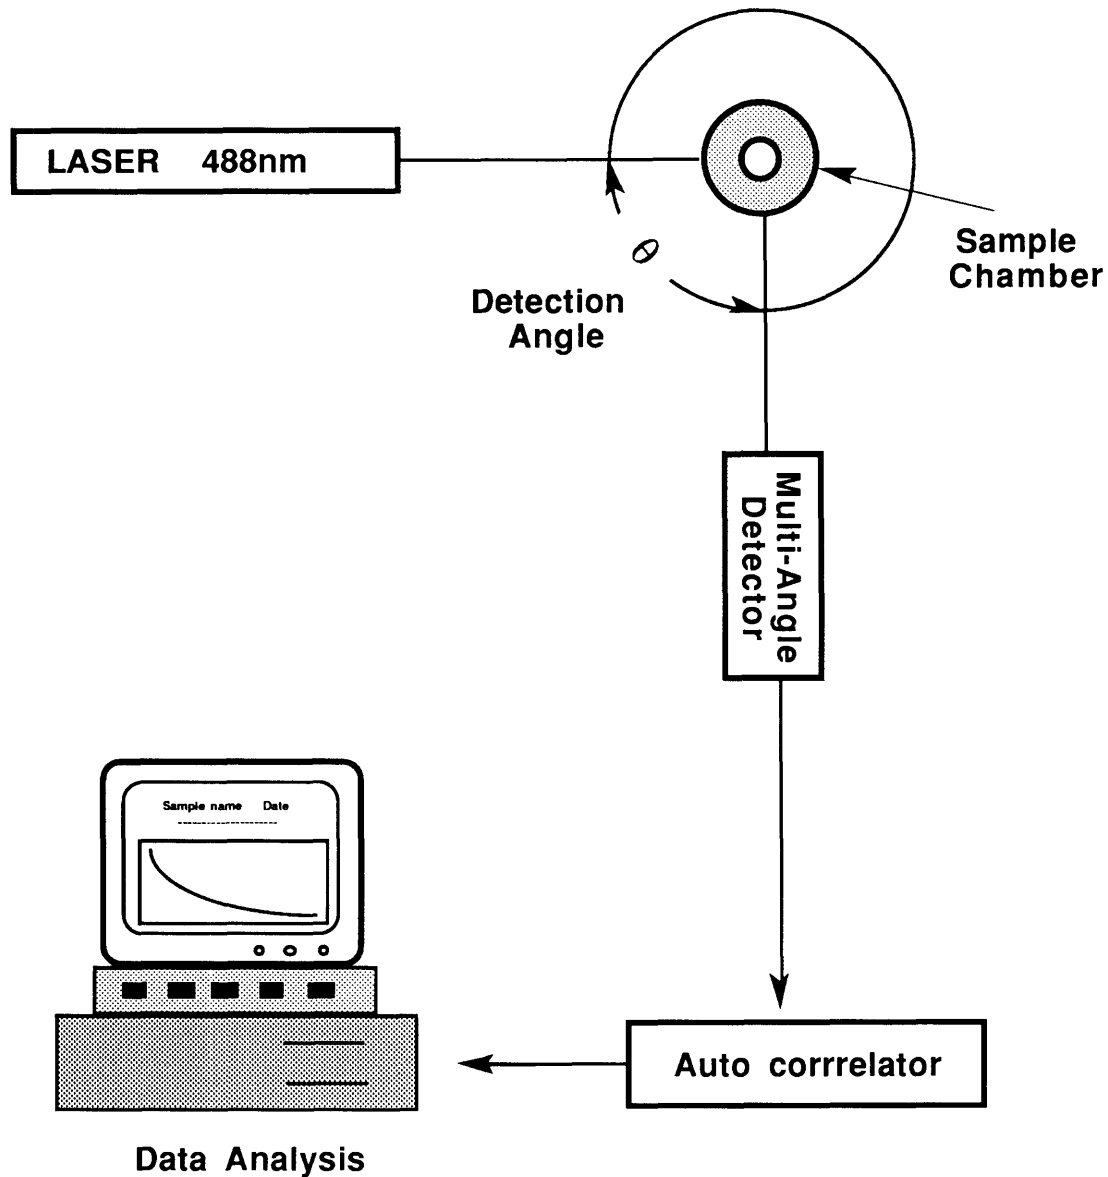 LASER 488nm
Sample
Chamber
θ
Detection
Angle
Multi-Angle
Detector
Sample name Date
Auto corrrelator
Data Analysis